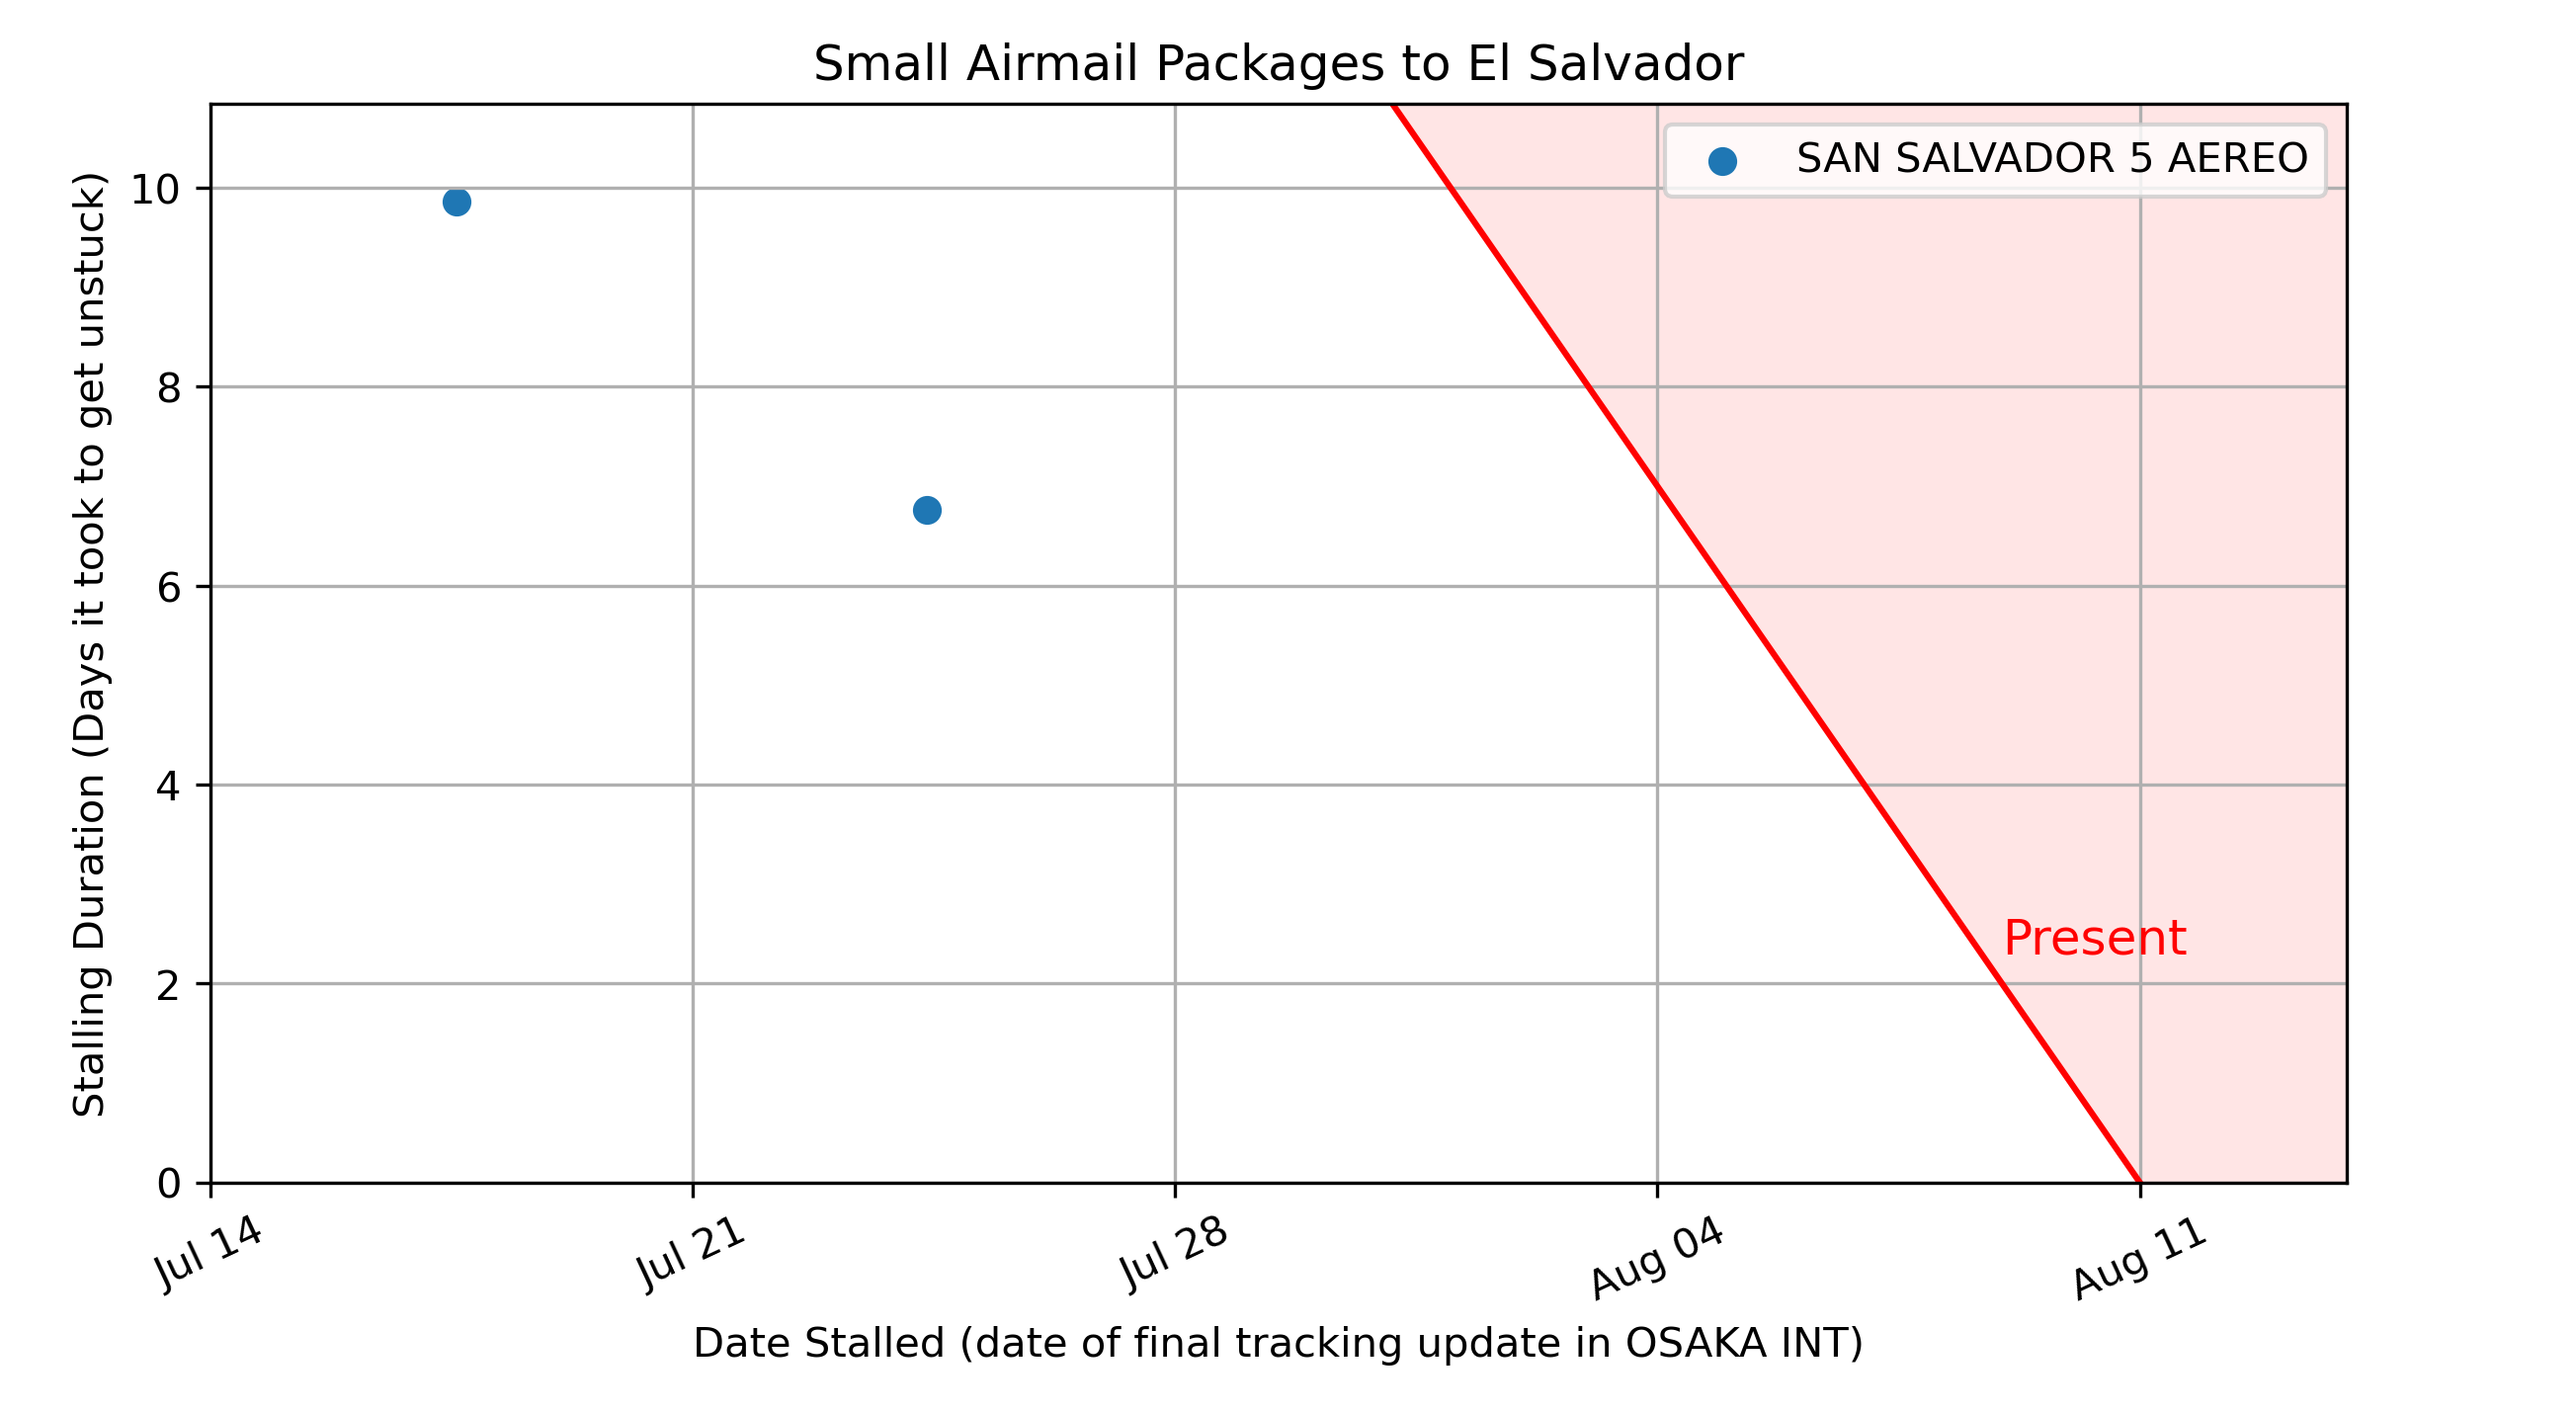 Small Airmail Packages to El Salvador
SAN SALVADOR 5 AEREO
Stalling Duration (Days it took to get unstuck)
10
8
6
4
2
0
Present
Jul 14
Jul 21
Jul 28
Aug 04
Aug 11
Date Stalled (date of final tracking update in OSAKA INT)